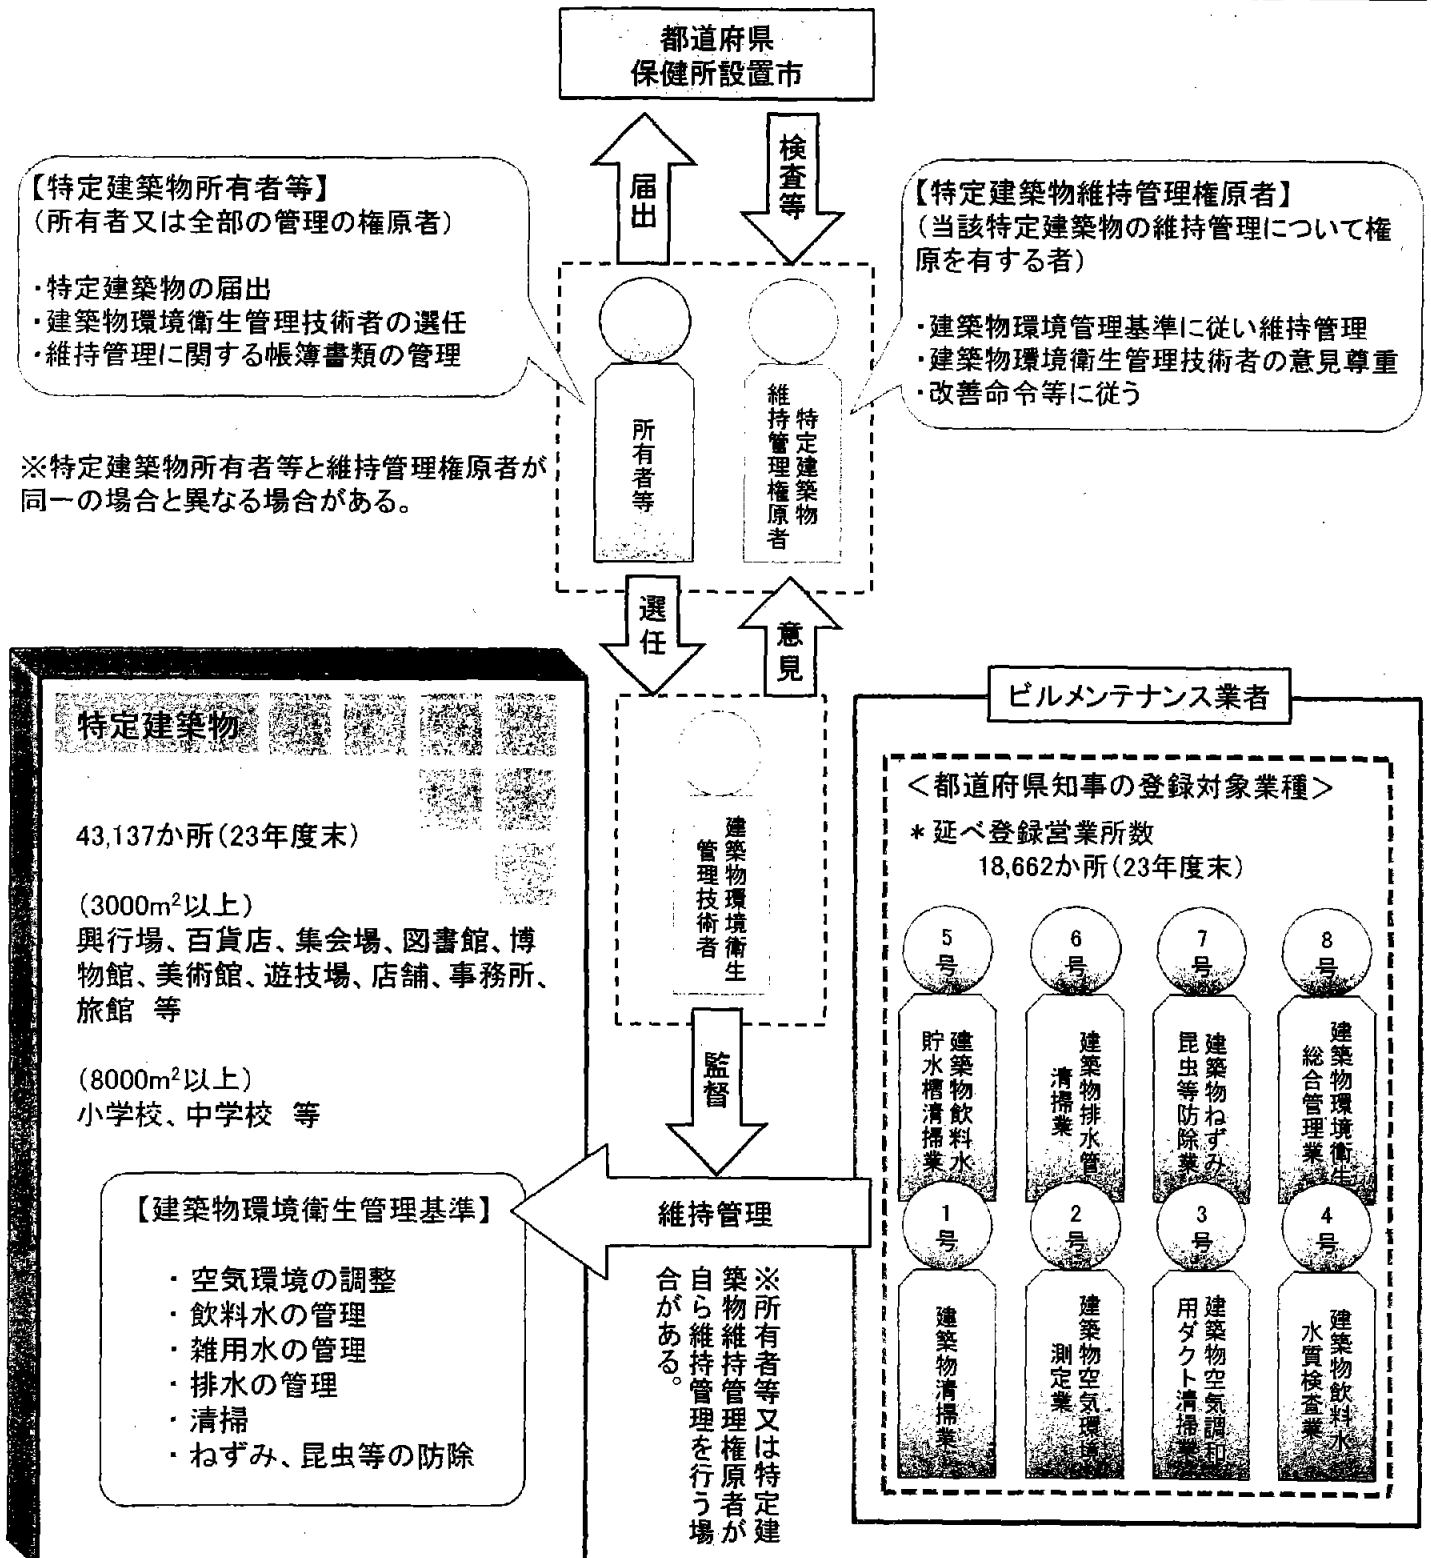 都道府県
保健所設置市
届出
検査等
【特定建築物所有者等】
(所有者又は全部の管理の権原者)
・特定建築物の届出
・建築物環境衛生管理技術者の選任
・維持管理に関する帳簿書類の管理
【特定建築物維持管理権原者】
(当該特定建築物の維持管理について権
原を有する者)
・建築物環境管理基準に従い維持管理
・建築物環境衛生管理技術者の意見尊重
・改善命令等に従う
所有者等
特定建築物
維持管理権原者
※特定建築物所有者等と維持管理権原者が
同一の場合と異なる場合がある。
選任
意見
特定建築物
43,137か所(23年度末)
(3000m²以上)
興行場、百貨店、集会場、図書館、博
物館、美術館、遊技場、店舗、事務所、
旅館 等
(8000m²以上)
小学校、中学校 等
【建築物環境衛生管理基準】
・空気環境の調整
・飲料水の管理
・雑用水の管理
・排水の管理
・清掃
・ねずみ、昆虫等の防除
建築物環境衛生
管理技術者
監督
維持管理
※所有者等又は特定建
築物維持管理権原者が
自ら維持管理を行う場
合がある。
ビルメンテナンス業者
<都道府県知事の登録対象業種>
*延べ登録営業所数
18,662か所(23年度末)
5号
建築物飲料水
貯水槽清掃業
6号
建築物排水管
清掃業
7号
建築物ねずみ
昆虫等防除業
8号
建築物環境衛生
総合管理業
1号
建築物清掃業
2号
建築物空気環境
測定業
3号
建築物空気調和
用ダクト清掃業
4号
建築物飲料水
水質検査業